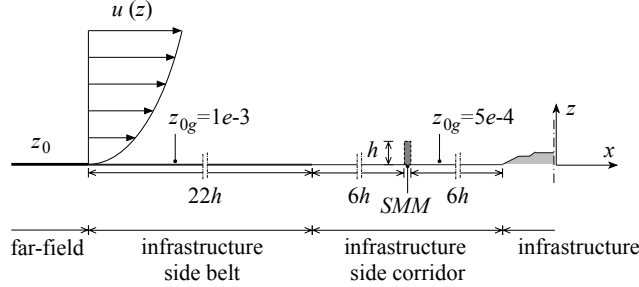 u (z)
z0
z0g=1e-3
h
z0g=5e-4
z
x
22h
6h
SMM
6h
far-field
infrastructure
side belt
infrastructure
side corridor
infrastructure